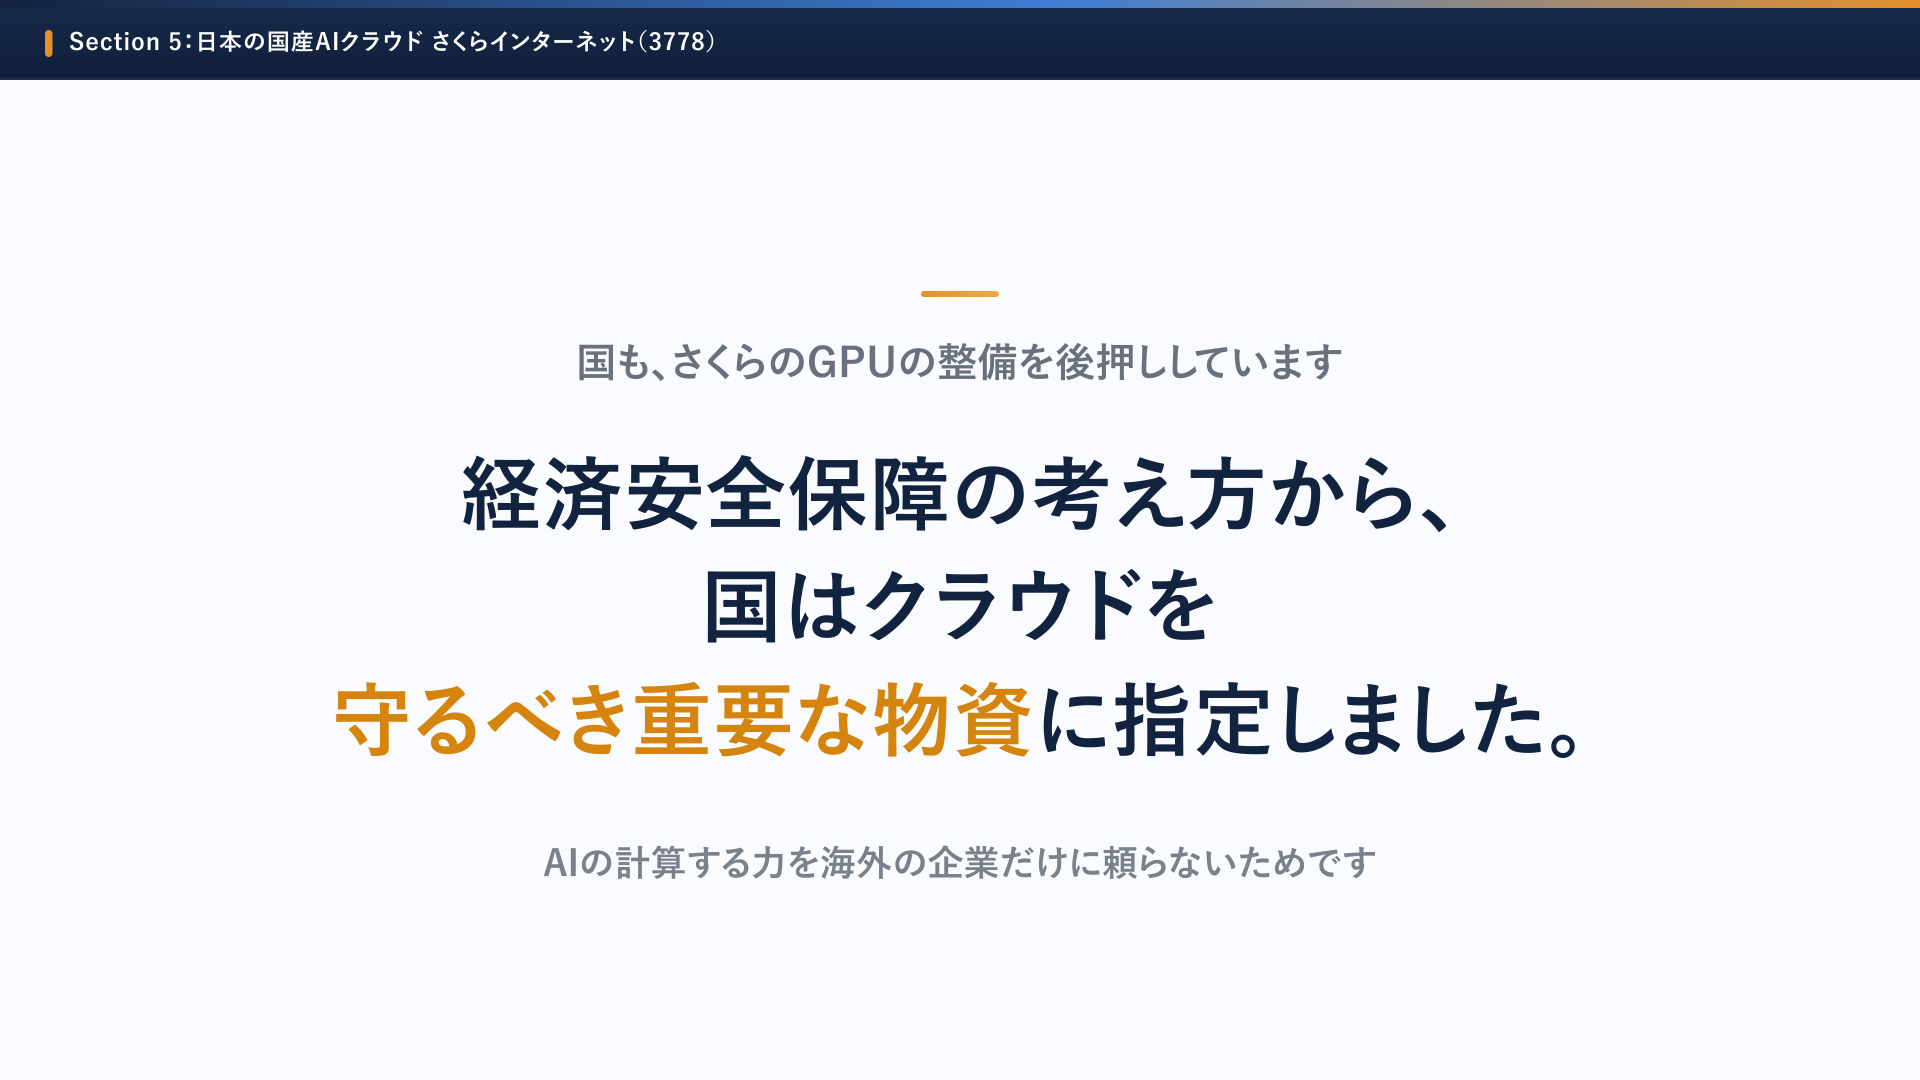 Section 5：日本の国産AIクラウド さくらインターネット（3778）
国も、さくらのGPUの整備を後押ししています
経済安全保障の考え方から、
国はクラウドを
守るべき重要な物資に指定しました。
AIの計算する力を海外の企業だけに頼らないためです